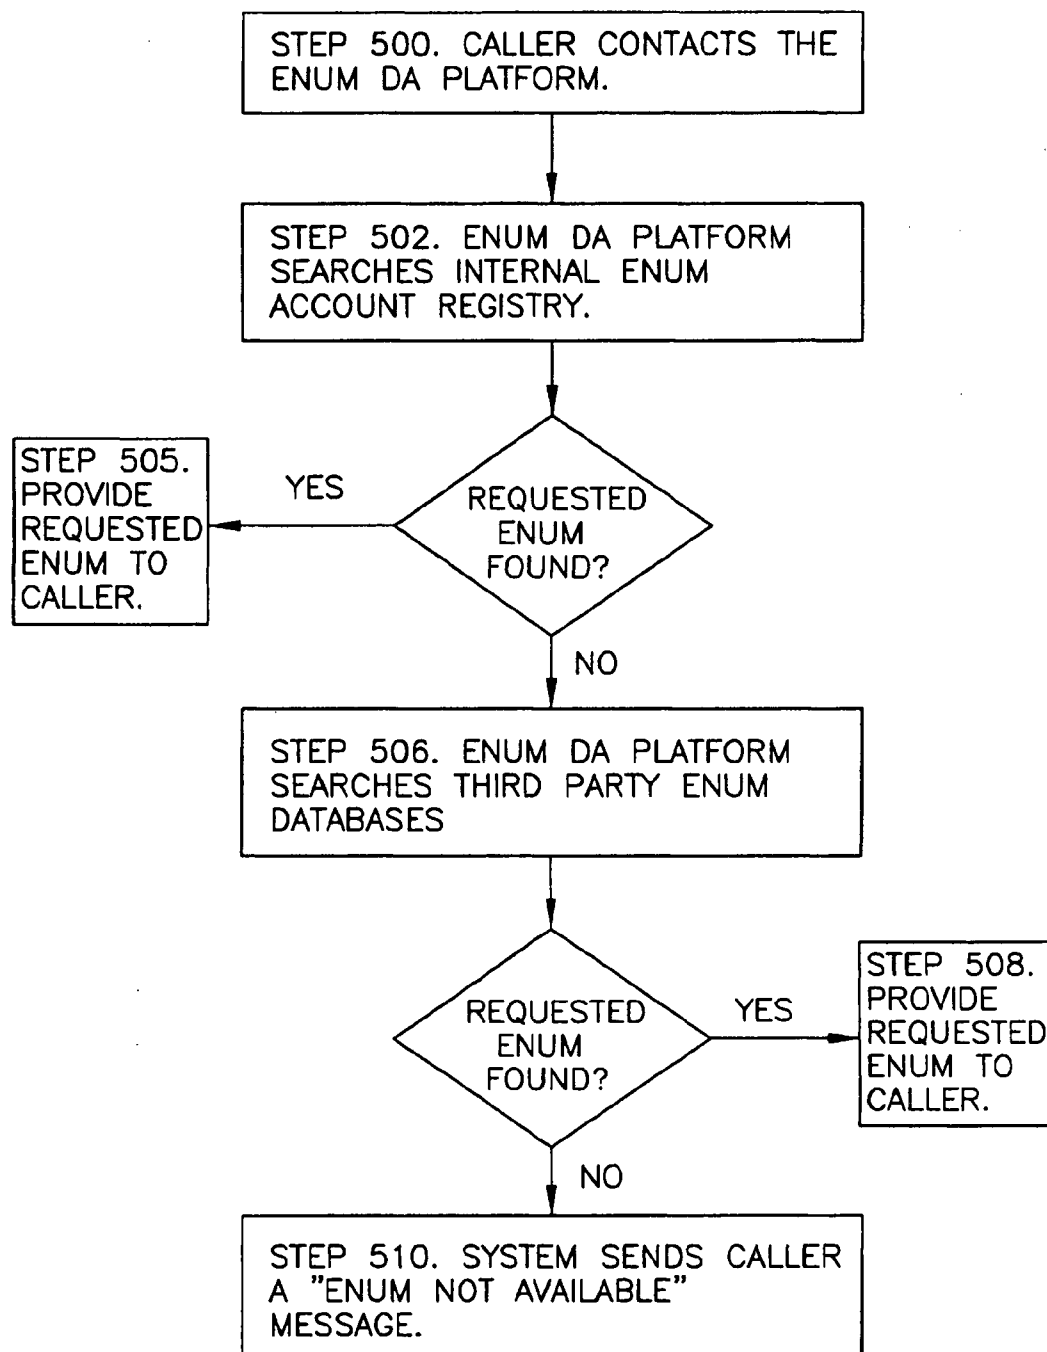 STEP 500. CALLER CONTACTS THE
ENUM DA PLATFORM.
STEP 502. ENUM DA PLATFORM
SEARCHES INTERNAL ENUM
ACCOUNT REGISTRY.
STEP 505.
PROVIDE
REQUESTED
ENUM TO
CALLER.
YES
REQUESTED
ENUM
FOUND?
NO
STEP 506. ENUM DA PLATFORM
SEARCHES THIRD PARTY ENUM
DATABASES
REQUESTED
ENUM
FOUND?
YES
STEP 508.
PROVIDE
REQUESTED
ENUM TO
CALLER.
NO
STEP 510. SYSTEM SENDS CALLER
A "ENUM NOT AVAILABLE"
MESSAGE.